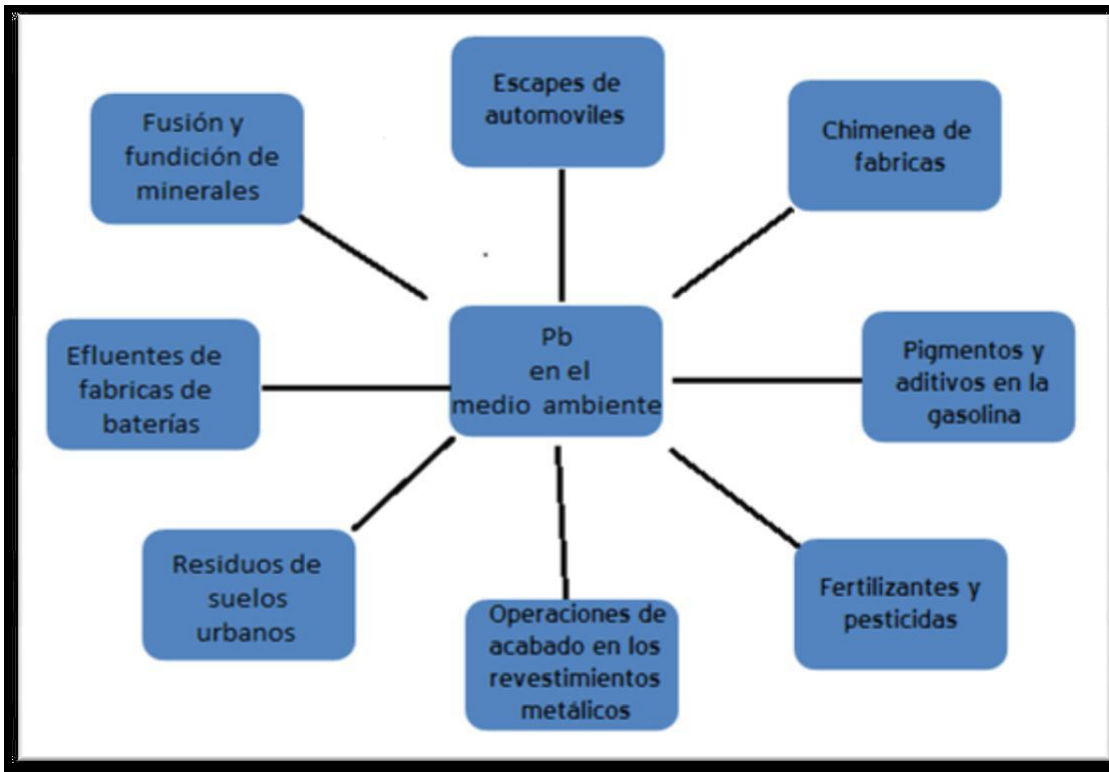 Escapes de
automoviles
Fusión y
fundición de
minerales
Chimenea de
fabricas
Pb
en el
medio ambiente
Efluentes de
fabricas de
baterías
Pigmentos y
aditivos en la
gasolina
Residuos de
suelos
urbanos
Operaciones de
acabado en los
revestimientos
metálicos
Fertilizantes y
pesticidas